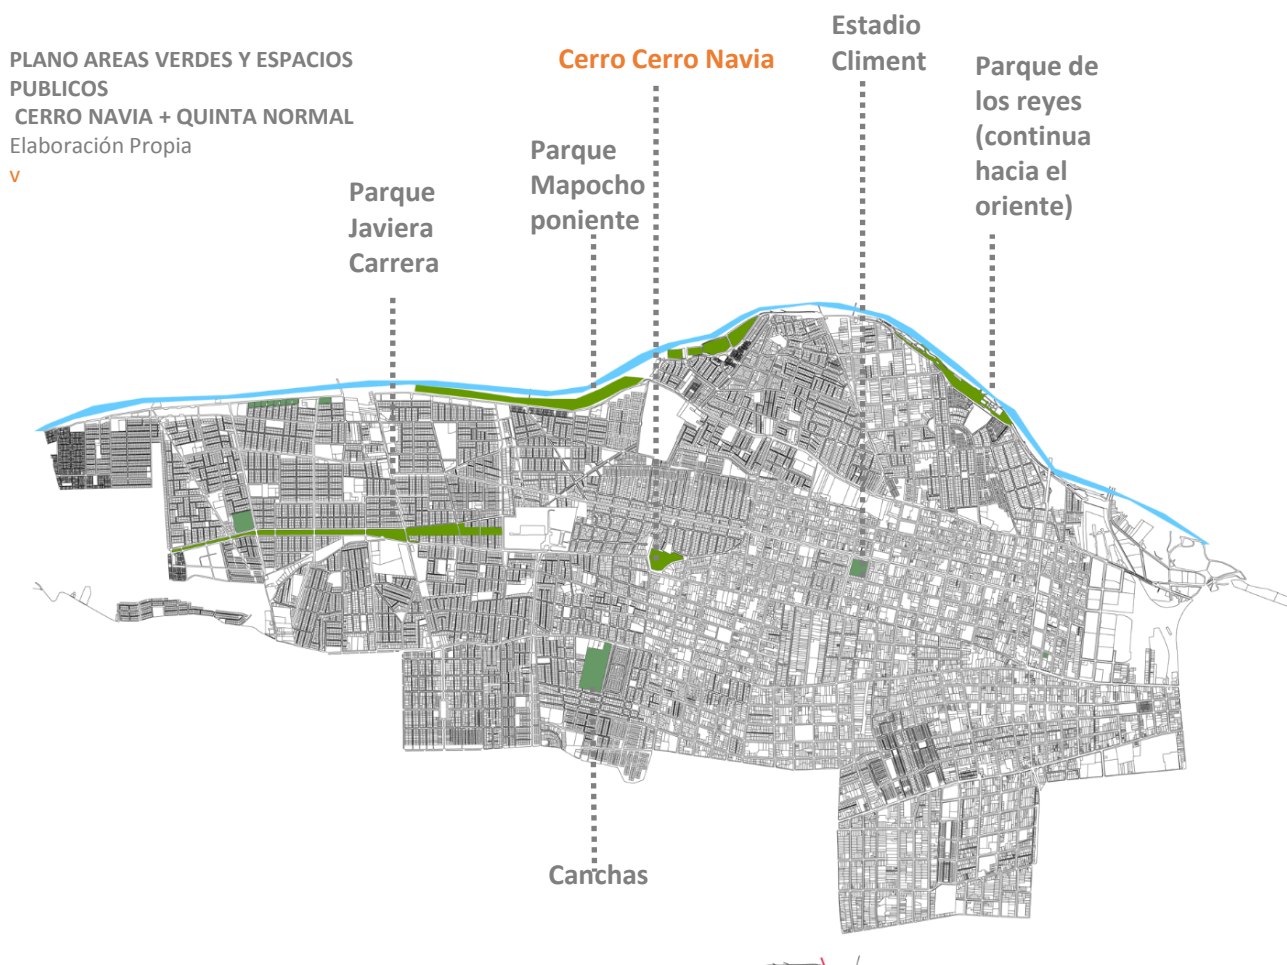 PLANO AREAS VERDES Y ESPACIOS
PUBLICOS
CERRO NAVIA + QUINTA NORMAL
Elaboración Propia
v
Parque
Javiera
Carrera
Parque
Mapocho
poniente
Cerro Cerro Navia
Estadio
Climent
Parque de
los reyes
(continua
hacia el
oriente)
Canchas